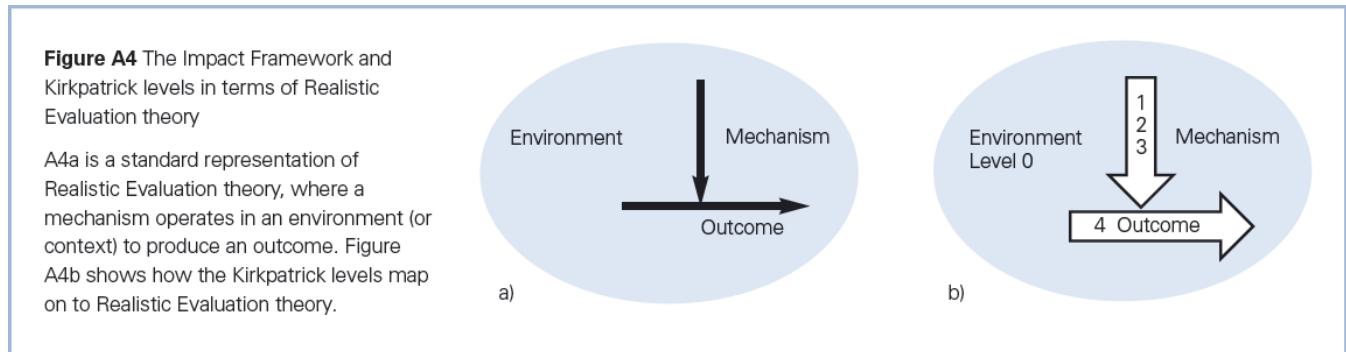 Figure A4 The Impact Framework and
Kirkpatrick levels in terms of Realistic
Evaluation theory
A4a is a standard representation of
Realistic Evaluation theory, where a
mechanism operates in an environment (or
context) to produce an outcome. Figure
A4b shows how the Kirkpatrick levels map
on to Realistic Evaluation theory.
Environment
Mechanism
Outcome
a)
Environment
Level 0
1
2
3
Mechanism
4 Outcome
b)